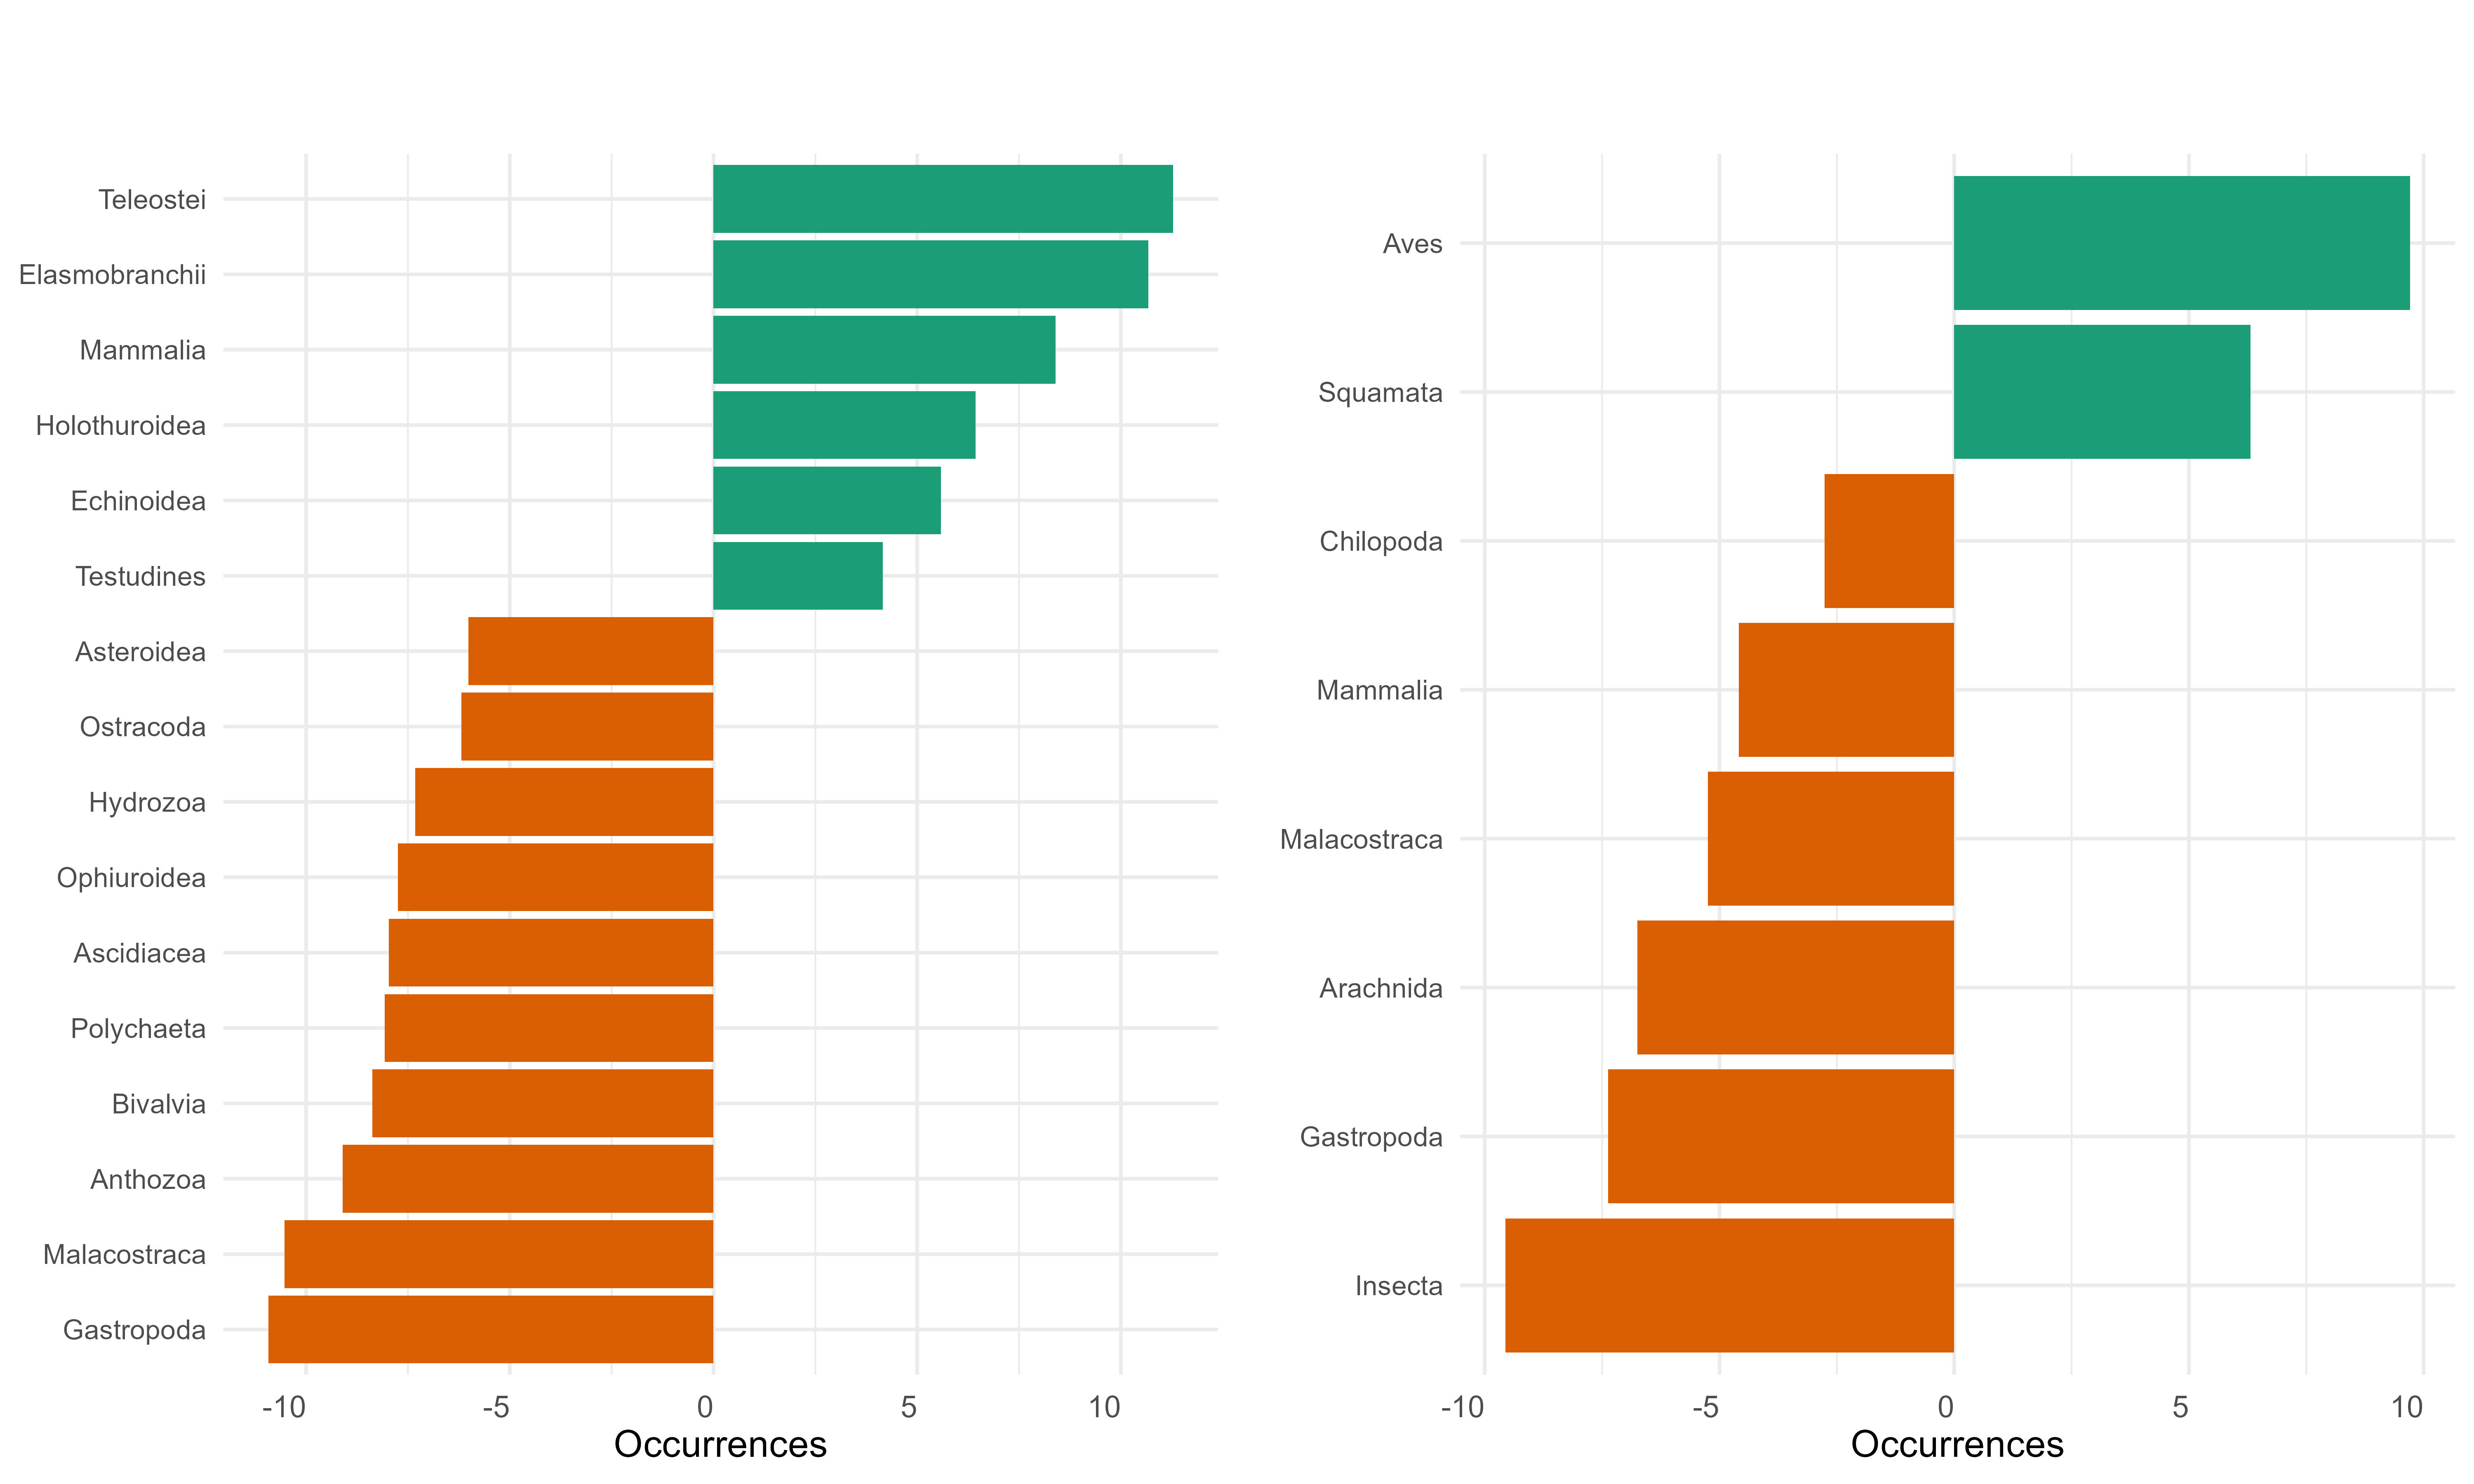 Teleostei
Elasmobranchii
Mammalia
Holothuroidea
Echinoidea
Testudines
Asteroidea
Ostracoda
Hydrozoa
Ophiuroidea
Ascidiacea
Polychaeta
Bivalvia
Anthozoa
Malacostraca
Gastropoda
-10 -5 0 5 10
Occurrences
Aves
Squamata
Chilopoda
Mammalia
Malacostraca
Arachnida
Gastropoda
Insecta
-10 -5 0 5 10
Occurrences